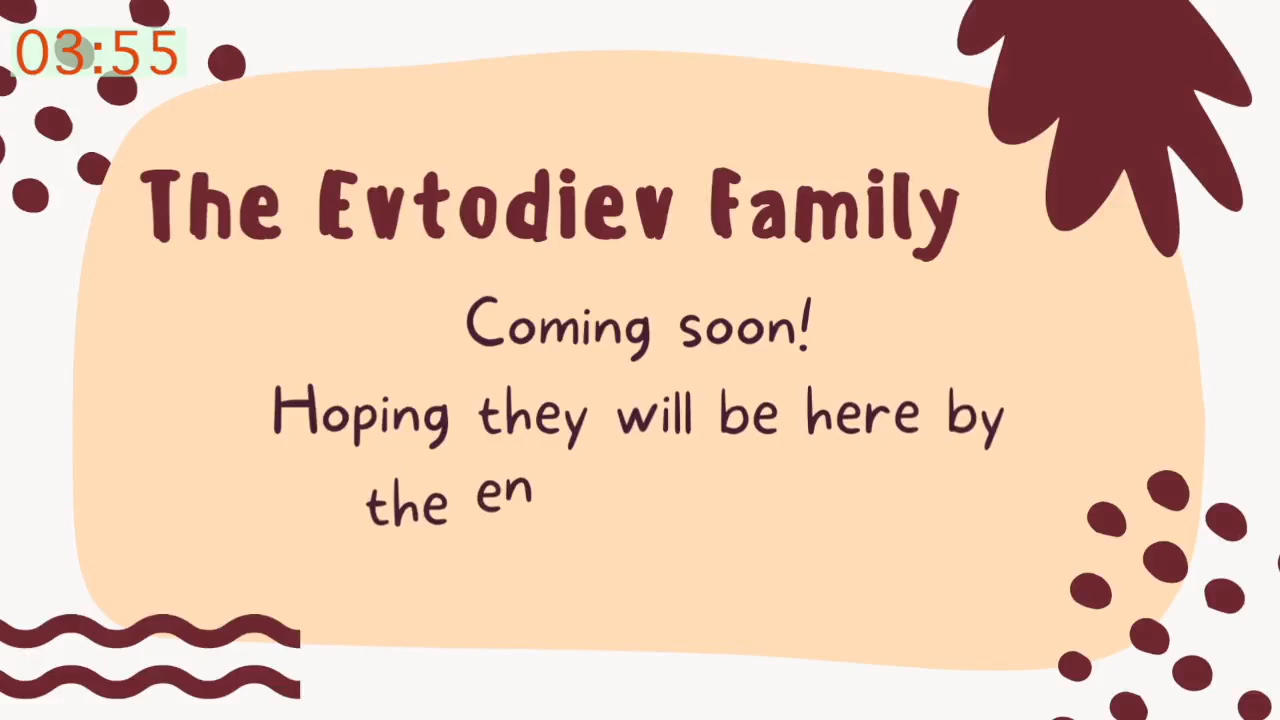 03:55
The Evtodiev Family
Coming soon!
Hoping they will be here by
the en